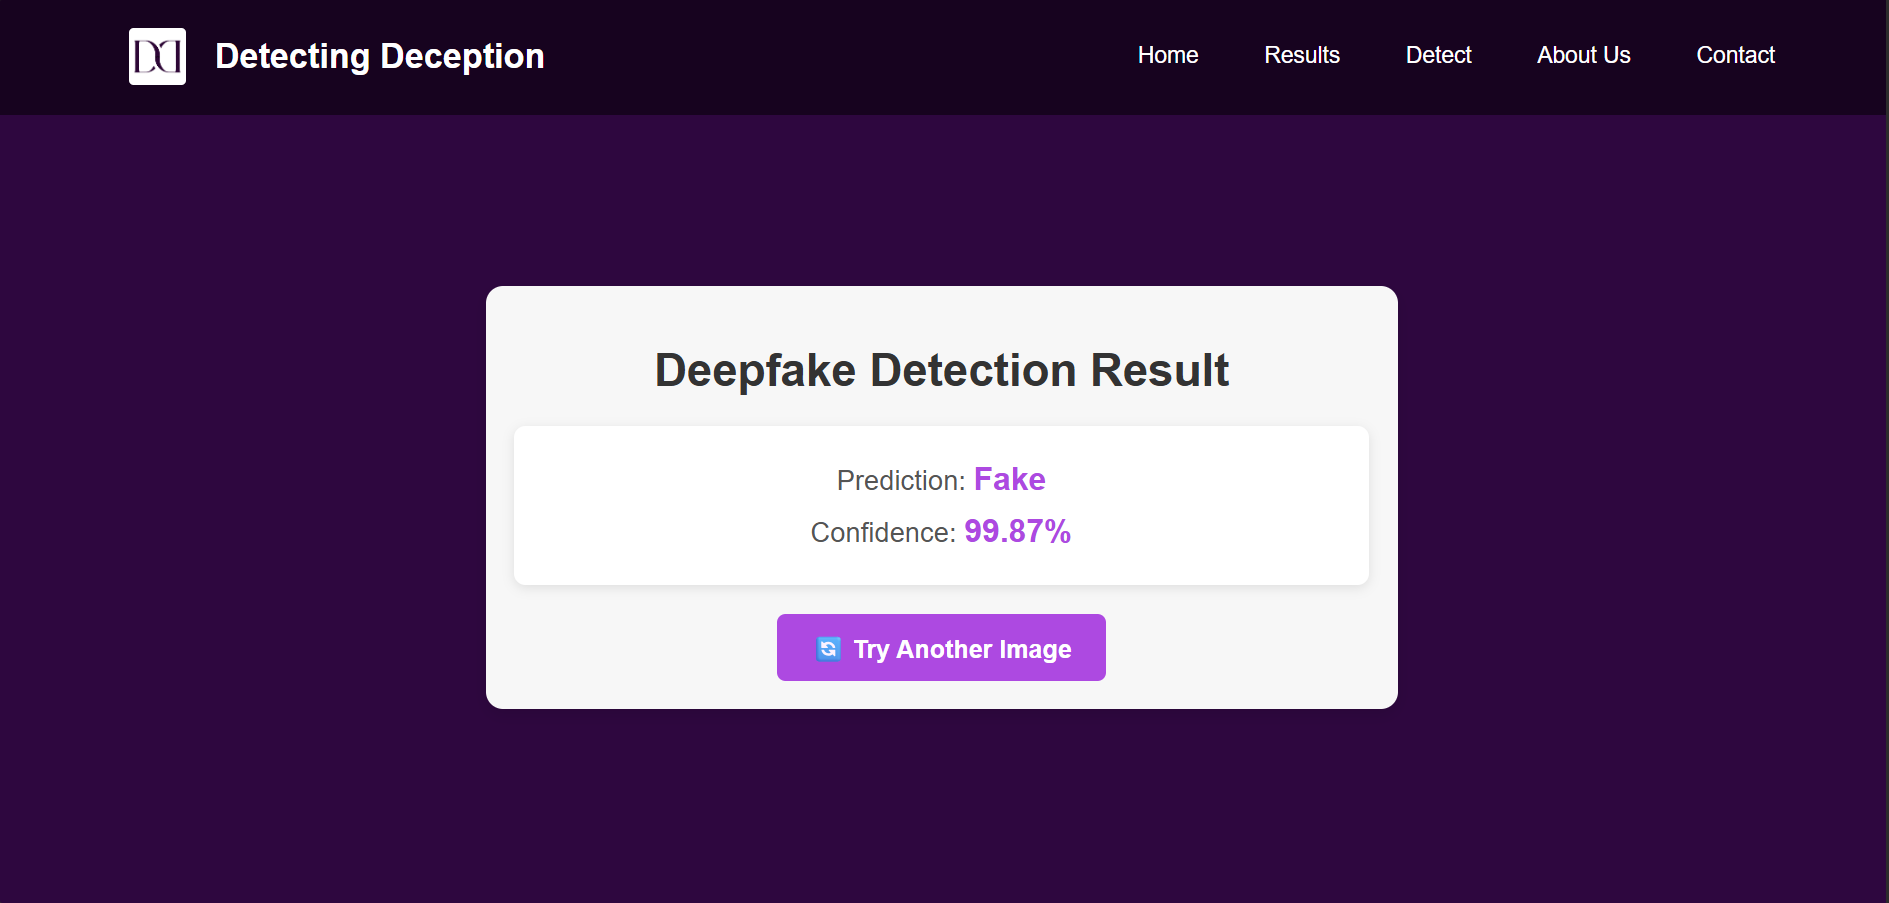 DD
Detecting Deception
Home
Results
Detect
About Us
Contact
Deepfake Detection Result
Prediction: Fake
Confidence: 99.87%
🔄 Try Another Image